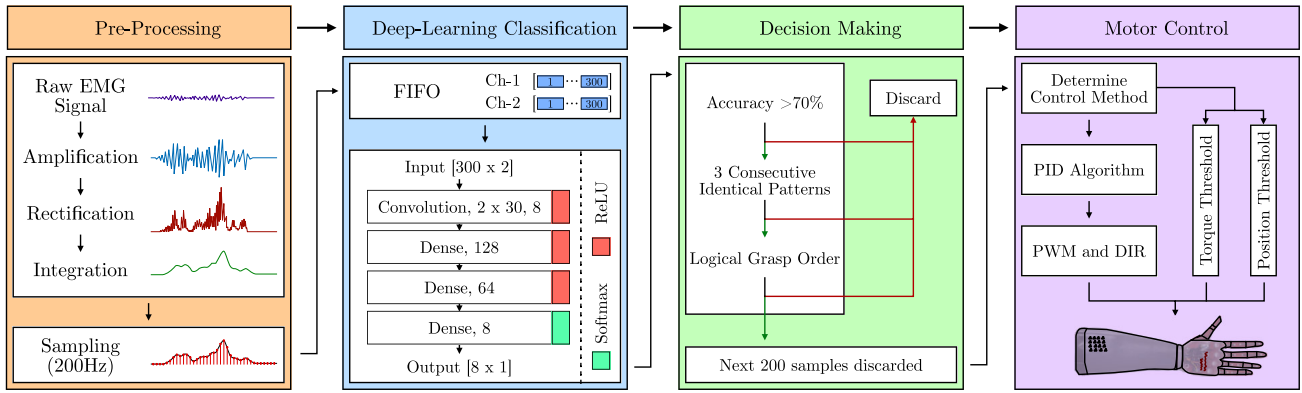 Pre-Processing
Deep-Learning Classification
Decision Making
Motor Control
Raw EMG
Signal
Amplification
Rectification
Integration
Sampling
(200Hz)
FIFO
Ch-1 [ 1 ··· 300 ]
Ch-2 [ 1 ··· 300 ]
Input [300 x 2]
Convolution, 2 x 30, 8
Dense, 128
Dense, 64
Dense, 8
Output [8 x 1]
ReLU
Softmax
Accuracy >70%
Discard
3 Consecutive
Identical Patterns
Logical Grasp Order
Next 200 samples discarded
Determine
Control Method
PID Algorithm
PWM and DIR
Torque Threshold
Position Threshold